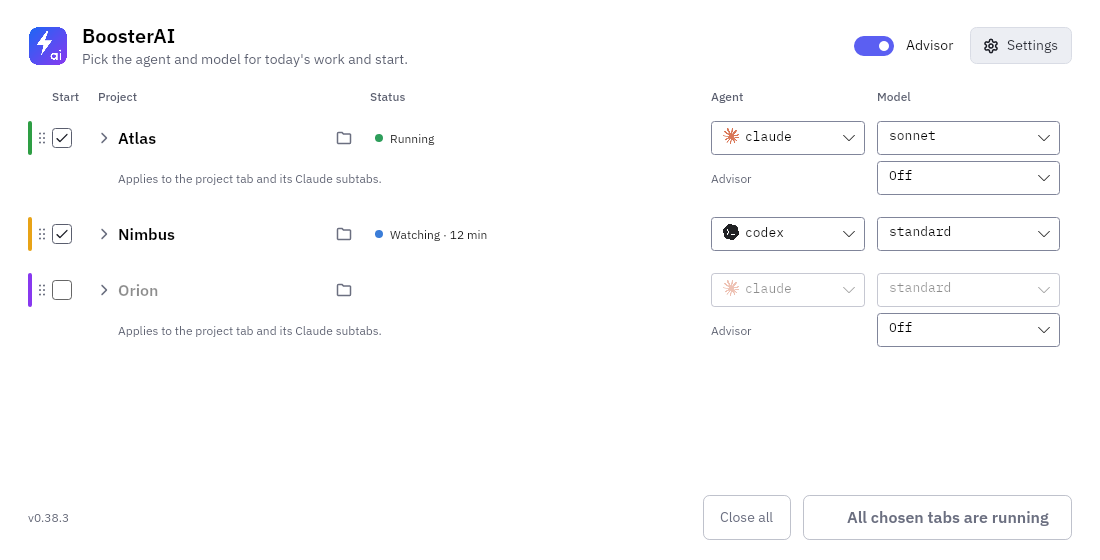 ai
BoosterAI
Pick the agent and model for today's work and start.
Advisor
Settings
Start Project Status Agent Model
Atlas Running claude sonnet
Applies to the project tab and its Claude subtabs. Advisor Off
Nimbus Watching · 12 min codex standard
Orion claude standard
Applies to the project tab and its Claude subtabs. Advisor Off
v0.38.3 Close all All chosen tabs are running